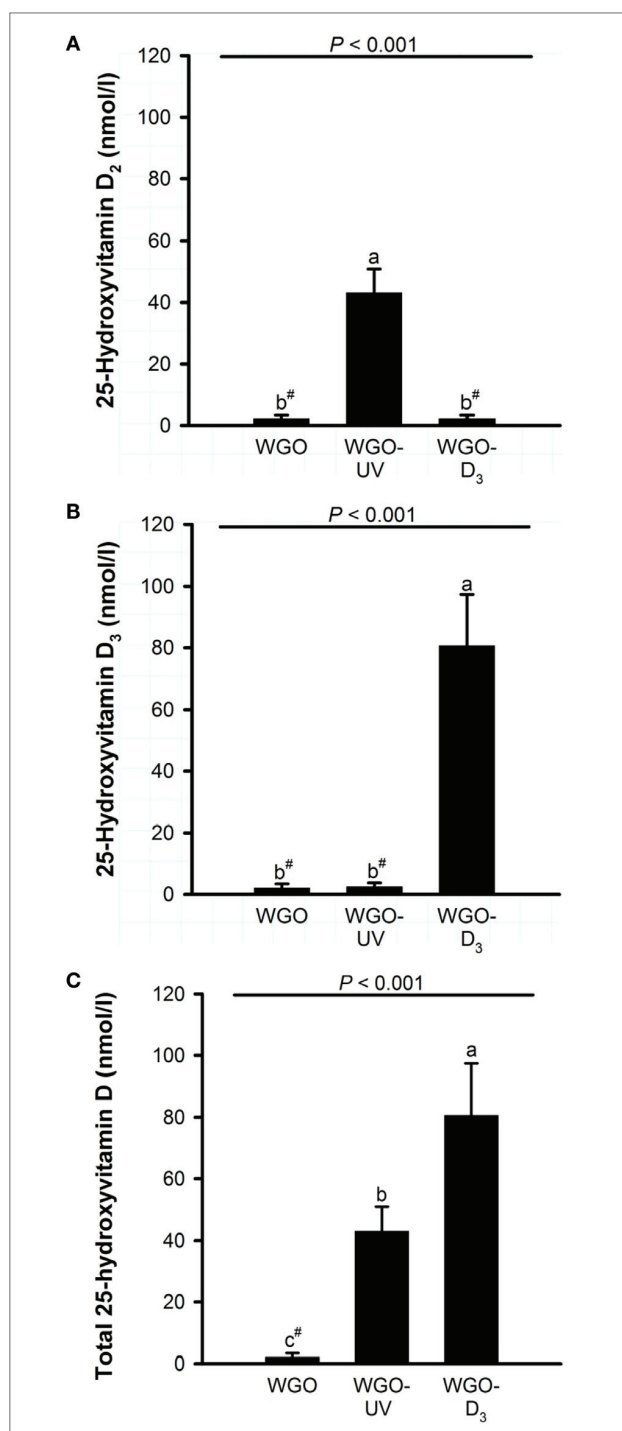 A
P < 0.001
25-Hydroxyvitamin D₂ (nmol/l)
120
100
80
60
40
20
0
b#
a
b#
WGO
WGO-
UV
WGO-
D₃
B
P < 0.001
25-Hydroxyvitamin D₃ (nmol/l)
120
100
80
60
40
20
0
b#
b#
a
WGO
WGO-
UV
WGO-
D₃
C
P < 0.001
Total 25-hydroxyvitamin D (nmol/l)
120
100
80
60
40
20
0
c#
b
a
WGO
WGO-
UV
WGO-
D₃